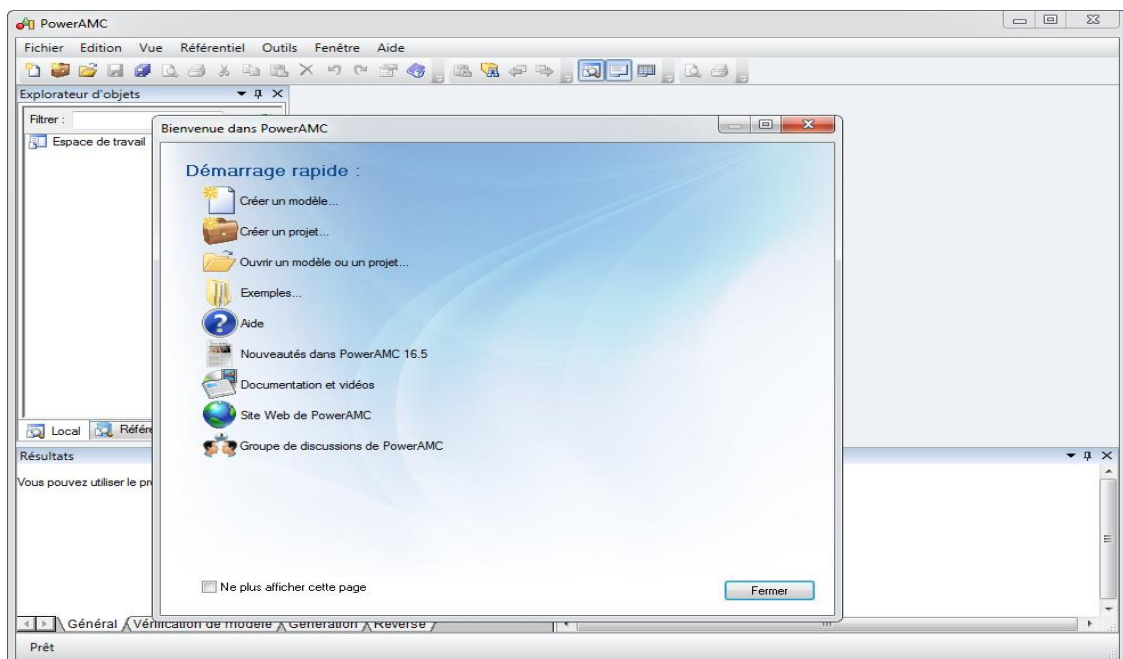 PowerAMC
Fichier Edition Vue Référentiel Outils Fenêtre Aide
Explorateur d'objets
Filtrer :
Espace de travail
Local
Bienvenue dans PowerAMC
Démarrage rapide :
Créer un modèle...
Créer un projet...
Ouvrir un modèle ou un projet...
Exemples...
Aide
Nouveautés dans PowerAMC 16.5
Documentation et vidéos
Site Web de PowerAMC
Groupe de discussions de PowerAMC
Ne plus afficher cette page
Fermer
Résultats
Vous pouvez utiliser le
Général Vérification de modèle Génération Reverse
Prêt